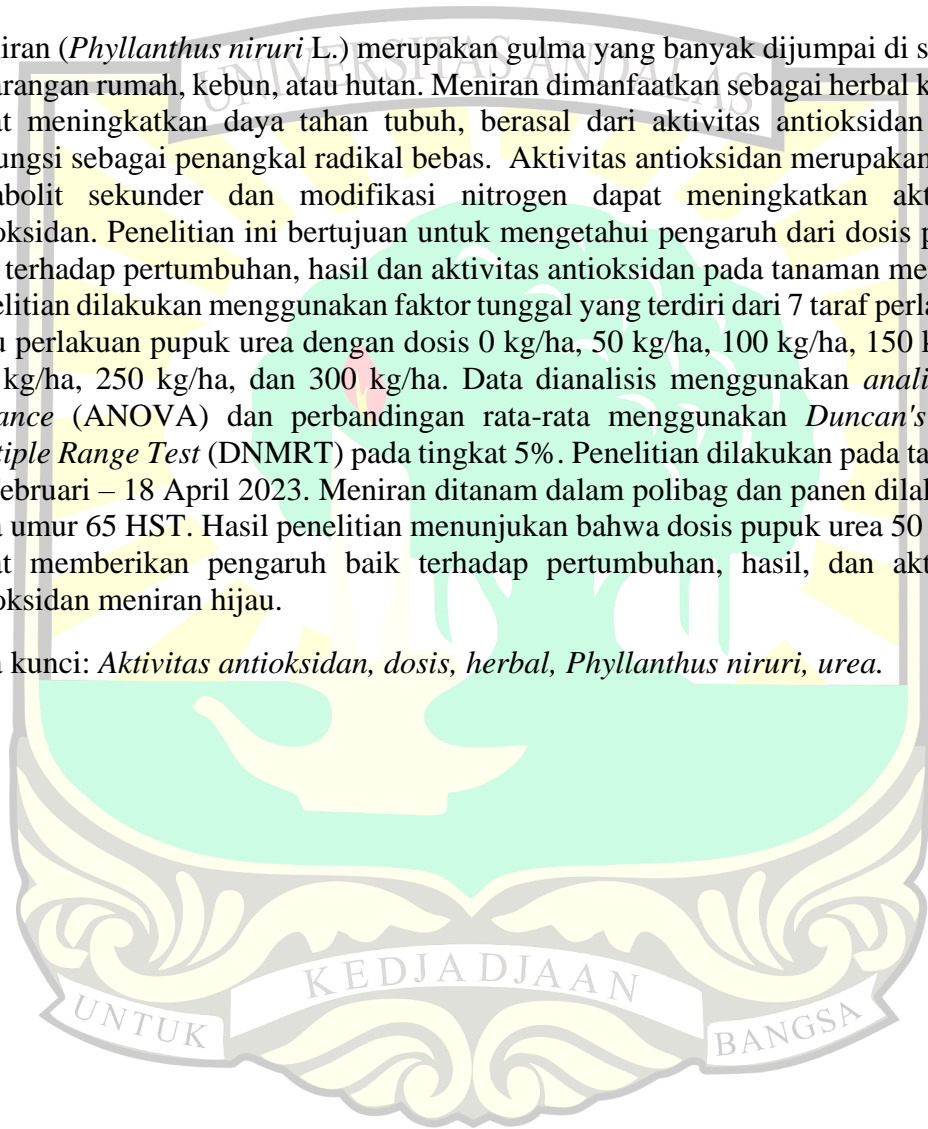 niran (Phyllanthus niruri L.) merupakan gulma yang banyak dijumpai di s
arangan rumah, kebun, atau hutan. Meniran dimanfaatkan sebagai herbal k
at meningkatkan daya tahan tubuh, berasal dari aktivitas antioksidan
ungsi sebagai penangkal radikal bebas. Aktivitas antioksidan merupakan
abolit sekunder dan modifikasi nitrogen dapat meningkatkan akt
oksidan. Penelitian ini bertujuan untuk mengetahui pengaruh dari dosis p
terhadap pertumbuhan, hasil dan aktivitas antioksidan pada tanaman me
elitian dilakukan menggunakan faktor tunggal yang terdiri dari 7 taraf perla
u perlakuan pupuk urea dengan dosis 0 kg/ha, 50 kg/ha, 100 kg/ha, 150 k
kg/ha, 250 kg/ha, dan 300 kg/ha. Data dianalisis menggunakan anali
ance (ANOVA) dan perbandingan rata-rata menggunakan Duncan's
tiple Range Test (DNMRT) pada tingkat 5%. Penelitian dilakukan pada ta
ebruari – 18 April 2023. Meniran ditanam dalam polibag dan panen dila
a umur 65 HST. Hasil penelitian menunjukan bahwa dosis pupuk urea 50
at memberikan pengaruh baik terhadap pertumbuhan, hasil, dan akt
oksidan meniran hijau.
a kunci: Aktivitas antioksidan, dosis, herbal, Phyllanthus niruri, urea.
UNIVERSITAS ANDALAS
UNTUK KEDJADJAAN BANGSA